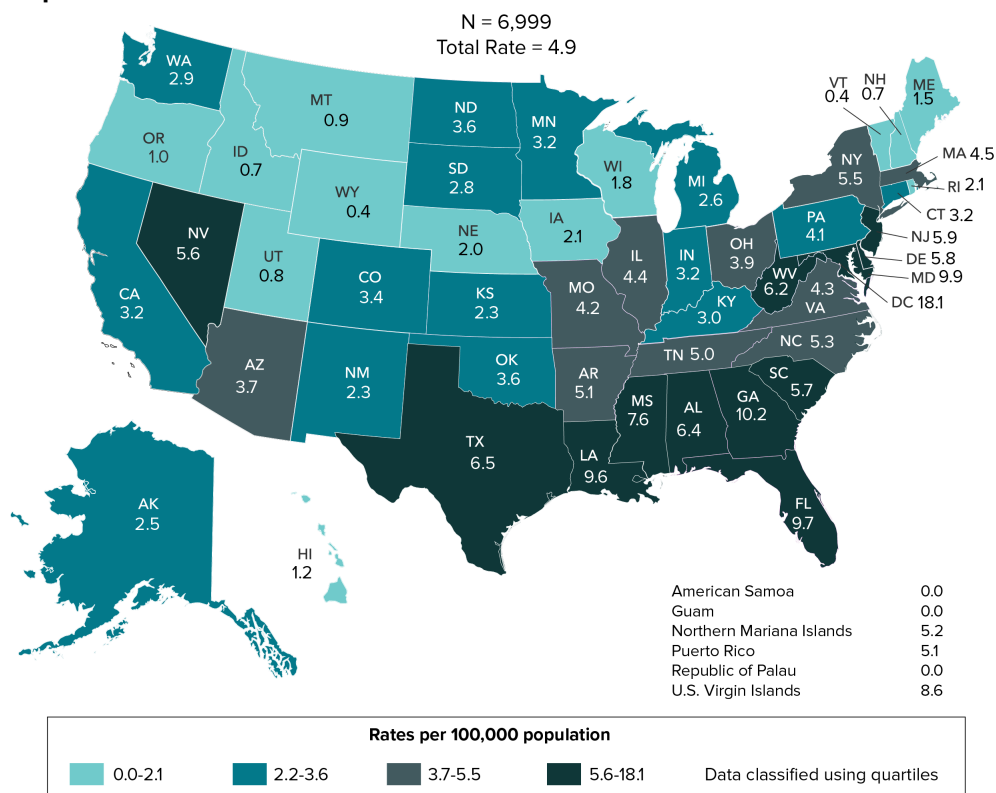 N = 6,999
Total Rate = 4.9
WA
2.9
MT
0.9
ND
3.6
MN
3.2
VT
0.4
NH
0.7
ME
1.5
OR
1.0
ID
0.7
WY
0.4
SD
2.8
WI
1.8
MI
2.6
NY
5.5
MA 4.5
RI 2.1
CT 3.2
NJ 5.9
DE 5.8
MD 9.9
DC 18.1
NV
5.6
UT
0.8
CO
3.4
NE
2.0
IA
2.1
IL
4.4
IN
3.2
OH
3.9
PA
4.1
WV
6.2
4.3
VA
CA
3.2
KS
2.3
MO
4.2
KY
3.0
AZ
3.7
NM
2.3
OK
3.6
AR
5.1
TN 5.0
NC 5.3
SC
5.7
TX
6.5
LA
9.6
MS
7.6
AL
6.4
GA
10.2
FL
9.7
AK
2.5
HI
1.2
American Samoa 0.0
Guam 0.0
Northern Mariana Islands 5.2
Puerto Rico 5.1
Republic of Palau 0.0
U.S. Virgin Islands 8.6
Rates per 100,000 population
0.0-2.1 2.2-3.6 3.7-5.5 5.6-18.1 Data classified using quartiles